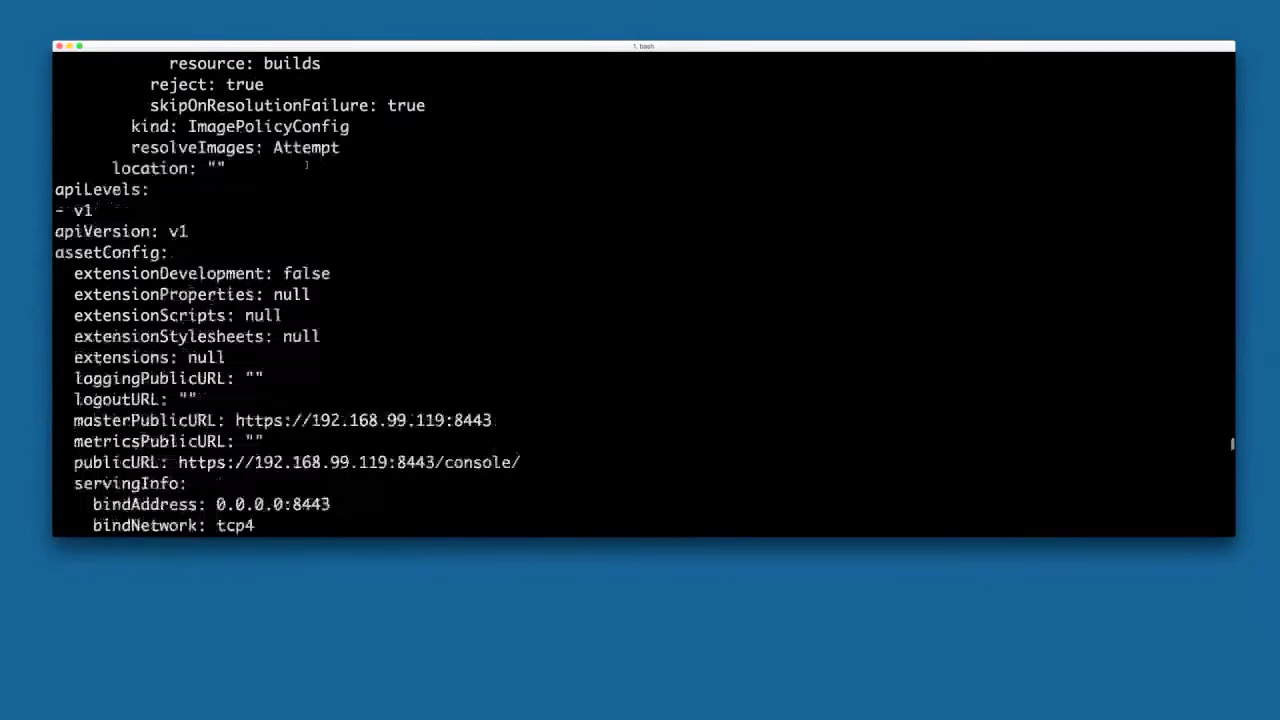 1. bash
            resource: builds
          reject: true
          skipOnResolutionFailure: true
        kind: ImagePolicyConfig
        resolveImages: Attempt
      location: ""
apiLevels:
- v1
apiVersion: v1
assetConfig:
  extensionDevelopment: false
  extensionProperties: null
  extensionScripts: null
  extensionStylesheets: null
  extensions: null
  loggingPublicURL: ""
  logoutURL: ""
  masterPublicURL: https://192.168.99.119:8443
  metricsPublicURL: ""
  publicURL: https://192.168.99.119:8443/console/
  servingInfo:
    bindAddress: 0.0.0.0:8443
    bindNetwork: tcp4